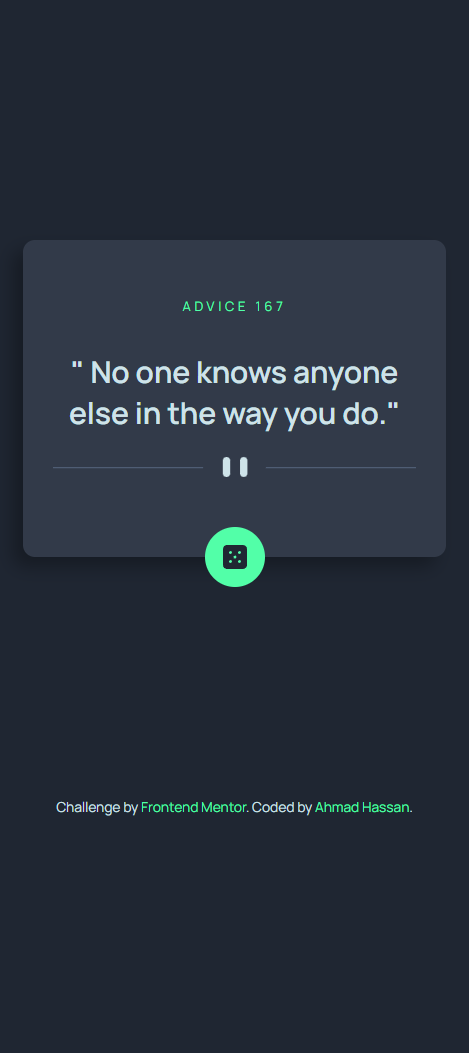 ADVICE 167
" No one knows anyone
else in the way you do."
Challenge by Frontend Mentor. Coded by Ahmad Hassan.